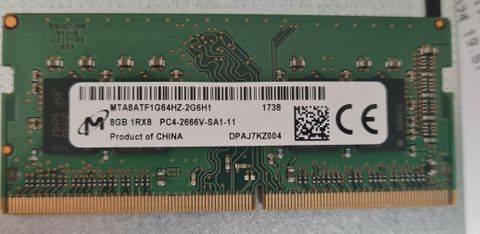 MTA8ATF1G64HZ-2G6H1 1738
8GB 1RX8 PC4-2666V-SA1-11
Product of CHINA DPAJ7KZ004
CE